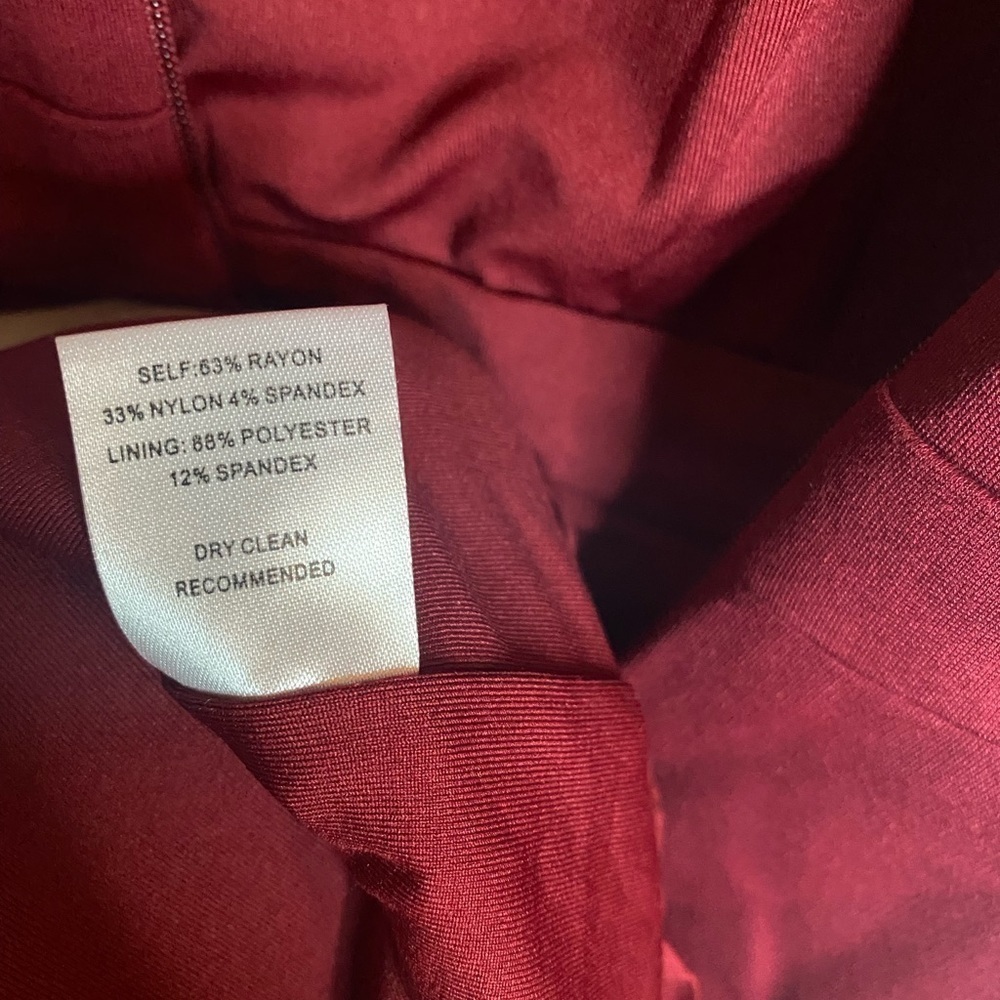 SELF:63% RAYON
33% NYLON 4% SPANDEX
LINING: 88% POLYESTER
12% SPANDEX
DRY CLEAN
RECOMMENDED